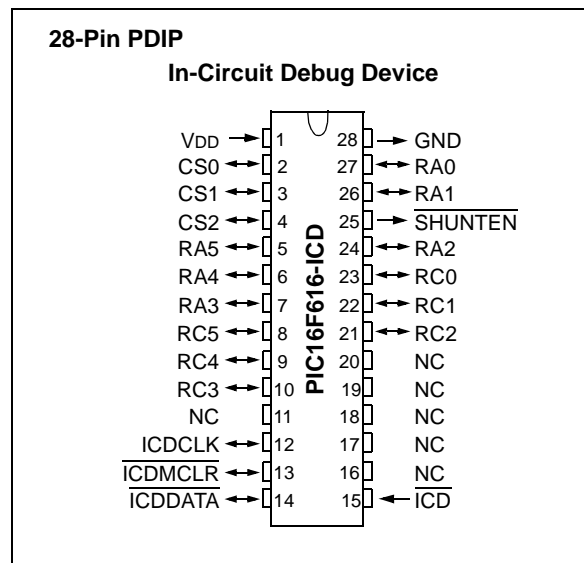 28-Pin PDIP
In-Circuit Debug Device
VDD 1 28 GND
CS0 2 27 RA0
CS1 3 26 RA1
CS2 4 25 SHUNTEN
RA5 5 24 RA2
RA4 6 23 RC0
RA3 7 22 RC1
RC5 8 21 RC2
RC4 9 20 NC
RC3 10 19 NC
NC 11 18 NC
ICDCLK 12 17 NC
ICDMCLR 13 16 NC
ICDDATA 14 15 ICD
PIC16F616-ICD